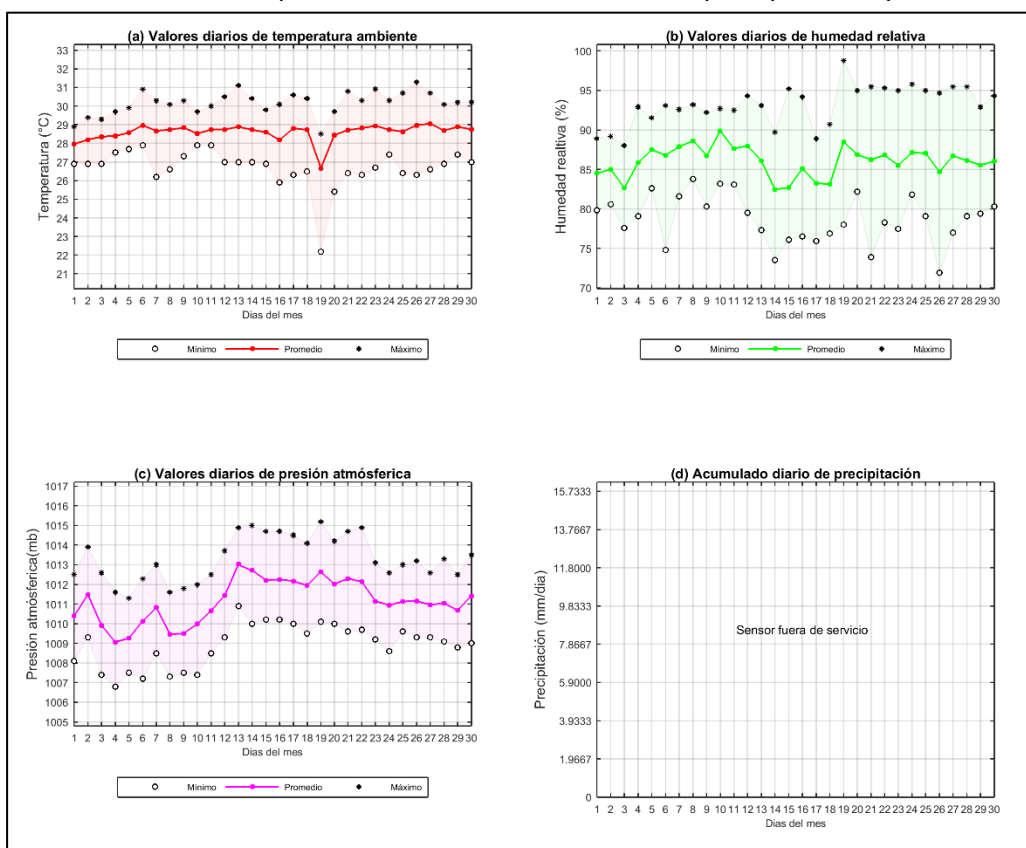 (a) Valores diarios de temperatura ambiente
33
32
31
30
29
28
27
26
25
24
23
22
21
Temperatura (°C)
1 2 3 4 5 6 7 8 9 10 11 12 13 14 15 16 17 18 19 20 21 22 23 24 25 26 27 28 29 30
Dias del mes
Mínimo Promedio Máximo
(b) Valores diarios de humedad relativa
100
95
90
85
80
75
70
Humedad realtiva (%)
1 2 3 4 5 6 7 8 9 10 11 12 13 14 15 16 17 18 19 20 21 22 23 24 25 26 27 28 29 30
Dias del mes
Mínimo Promedio Máximo
(c) Valores diarios de presión atmósferica
1017
1016
1015
1014
1013
1012
1011
1010
1009
1008
1007
1006
1005
Presión atmósferica(mb)
1 2 3 4 5 6 7 8 9 10 11 12 13 14 15 16 17 18 19 20 21 22 23 24 25 26 27 28 29 30
Dias del mes
Mínimo Promedio Máximo
(d) Acumulado diario de precipitación
15.7333
13.7667
11.8000
9.8333
7.8667
5.9000
3.9333
1.9667
0
Precipitación (mm/dia)
Sensor fuera de servicio
1 2 3 4 5 6 7 8 9 10 11 12 13 14 15 16 17 18 19 20 21 22 23 24 25 26 27 28 29 30
Dias del mes